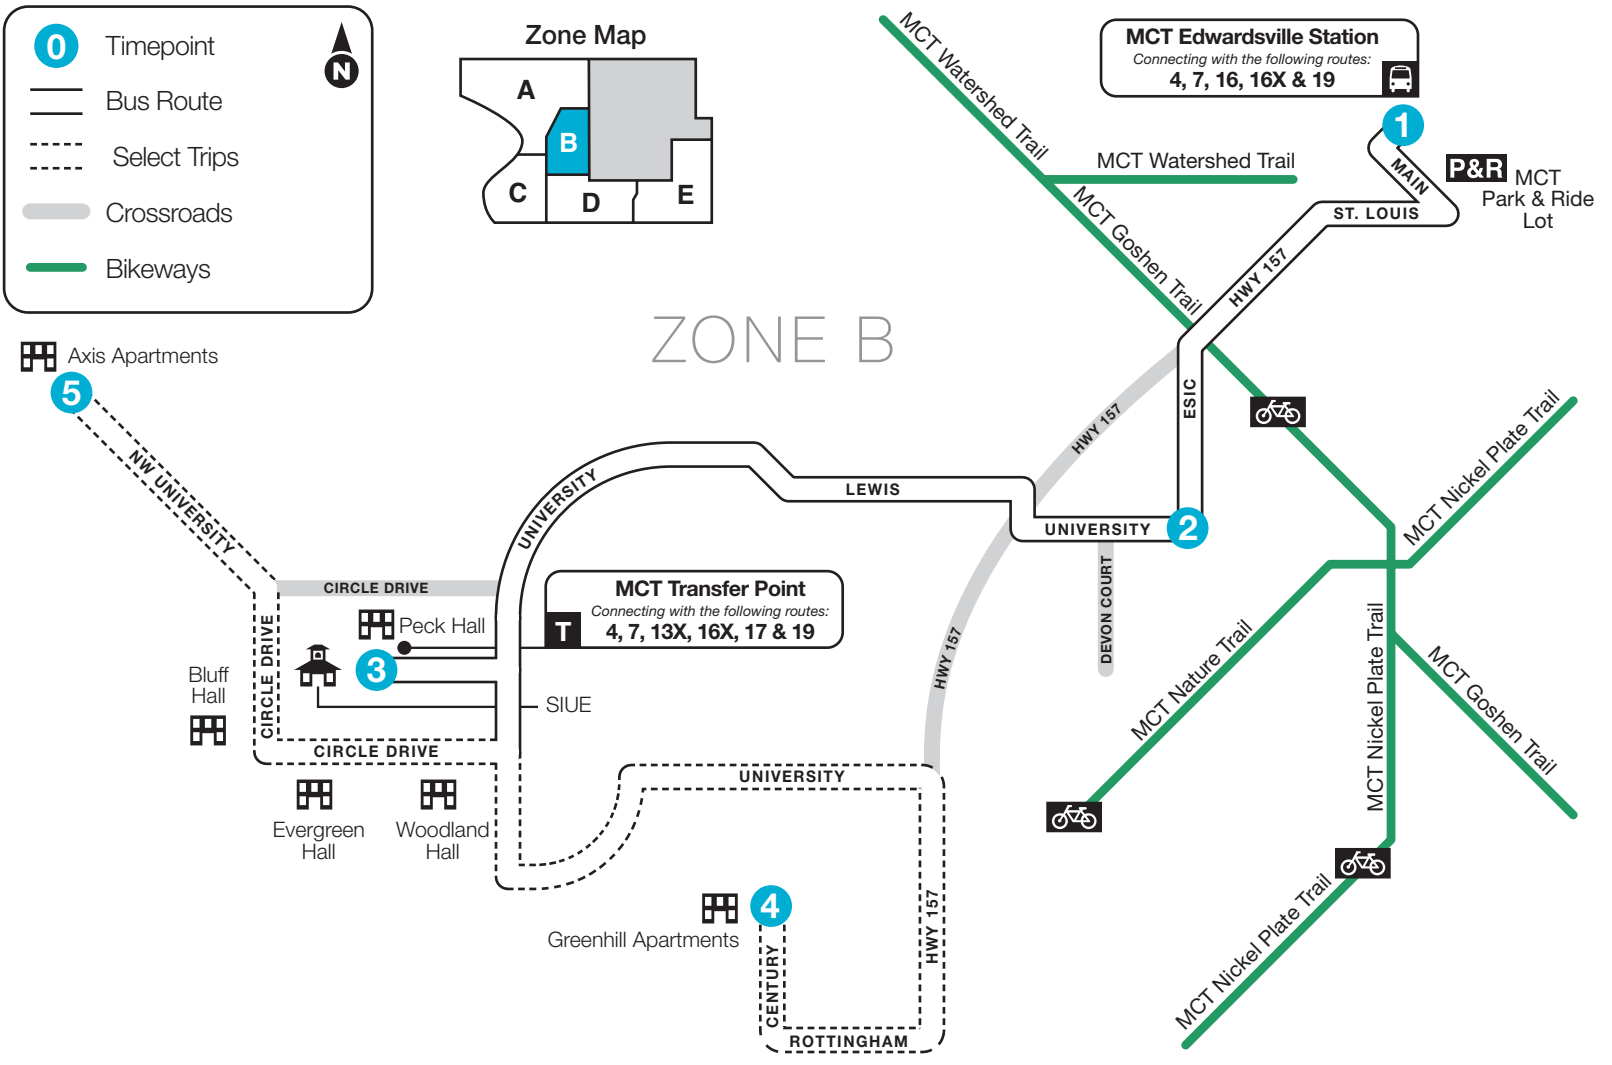 0 Timepoint
Bus Route
Select Trips
Crossroads
Bikeways
N
Zone Map
A
B
C
D
E
MCT Edwardsville Station
Connecting with the following routes:
4, 7, 16, 16X & 19
1
P&R MCT
Park & Ride
Lot
MAIN
ST. LOUIS
HWY 157
MCT Watershed Trail
MCT Watershed Trail
MCT Goshen Trail
ZONE B
Axis Apartments
5
NW UNIVERSITY
HWY 157
ESIC
MCT Nickel Plate Trail
UNIVERSITY
LEWIS
UNIVERSITY
2
DEVON COURT
CIRCLE DRIVE
MCT Transfer Point
Connecting with the following routes:
T
4, 7, 13X, 16X, 17 & 19
Peck Hall
3
SIUE
Bluff
Hall
CIRCLE DRIVE
CIRCLE DRIVE
HWY 157
MCT Nature Trail
MCT Nickel Plate Trail
MCT Goshen Trail
Evergreen
Hall
Woodland
Hall
UNIVERSITY
4
Greenhill Apartments
CENTURY
HWY 157
ROTTINGHAM
MCT Nickel Plate Trail